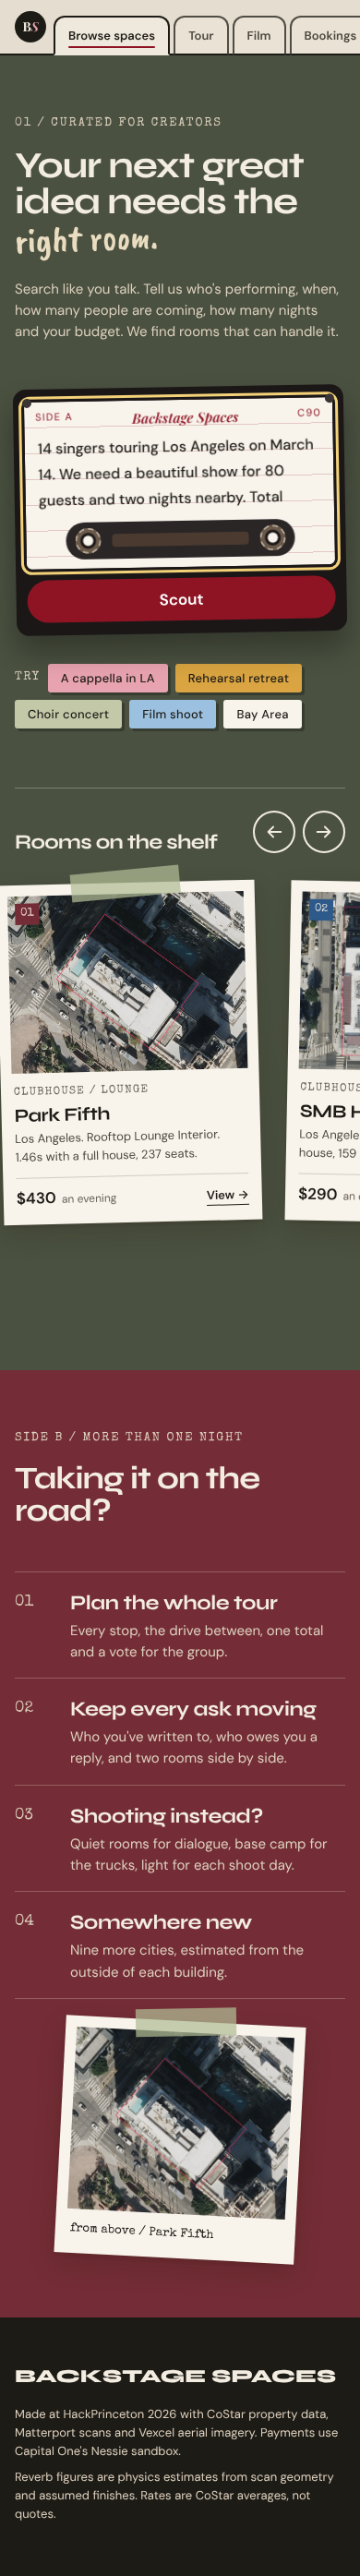 BS Browse spaces Tour Film Bookings
01 / CURATED FOR CREATORS
Your next great
idea needs the
right room.
Search like you talk. Tell us who's performing, when,
how many people are coming, how many nights
and your budget. We find rooms that can handle it.
SIDE A Backstage Spaces C90
14 singers touring Los Angeles on March
14. We need a beautiful show for 80
guests and two nights nearby. Total
Scout
TRY A cappella in LA Rehearsal retreat
Choir concert Film shoot Bay Area
Rooms on the shelf ← →
01
CLUBHOUSE / LOUNGE
Park Fifth
Los Angeles. Rooftop Lounge Interior.
1.46s with a full house, 237 seats.
$430 an evening View →
02
CLUBHOUS
SMB H
Los Angele
house, 159
$290 an
SIDE B / MORE THAN ONE NIGHT
Taking it on the
road?
01 Plan the whole tour
Every stop, the drive between, one total
and a vote for the group.
02 Keep every ask moving
Who you've written to, who owes you a
reply, and two rooms side by side.
03 Shooting instead?
Quiet rooms for dialogue, base camp for
the trucks, light for each shoot day.
04 Somewhere new
Nine more cities, estimated from the
outside of each building.
from above / Park Fifth
BACKSTAGE SPACES
Made at HackPrinceton 2026 with CoStar property data,
Matterport scans and Vexcel aerial imagery. Payments use
Capital One's Nessie sandbox.
Reverb figures are physics estimates from scan geometry
and assumed finishes. Rates are CoStar averages, not
quotes.